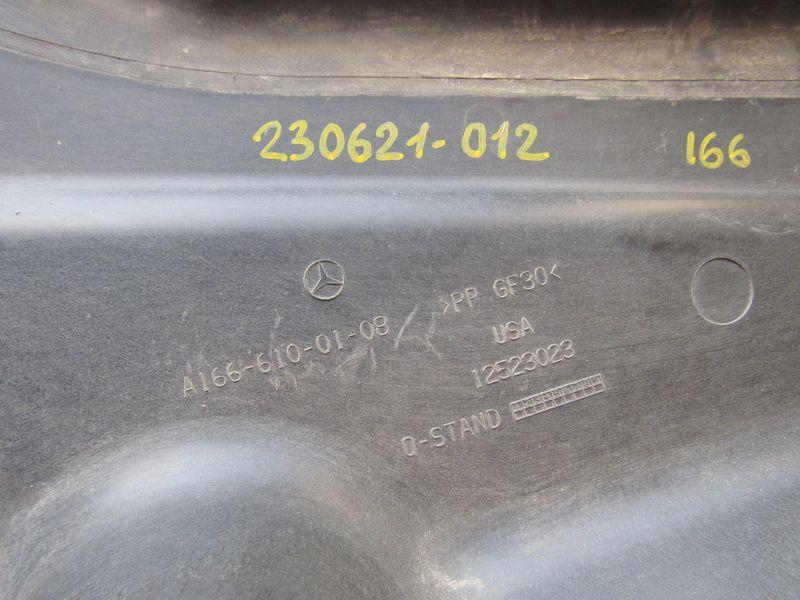 230621-012 166
A166-610-01-08
>PP GF30<
USA
12523023
Q-STAND